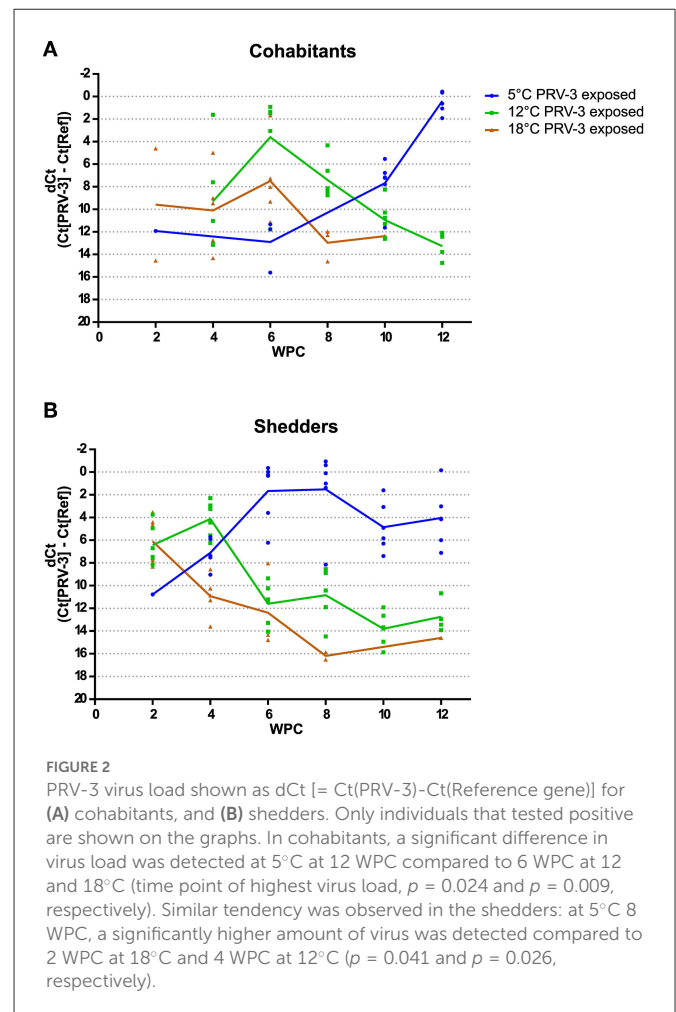 A
Cohabitants
-2
0
2
4
6
8
10
12
14
16
18
20
dCt
(Ct[PRV-3] - Ct[Ref])
0 2 4 6 8 10 12
WPC
5°C PRV-3 exposed
12°C PRV-3 exposed
18°C PRV-3 exposed
B
Shedders
-2
0
2
4
6
8
10
12
14
16
18
20
dCt
(Ct[PRV-3] - Ct[Ref])
0 2 4 6 8 10 12
WPC
FIGURE 2
PRV-3 virus load shown as dCt [= Ct(PRV-3)-Ct(Reference gene)] for
(A) cohabitants, and (B) shedders. Only individuals that tested positive
are shown on the graphs. In cohabitants, a significant difference in
virus load was detected at 5°C at 12 WPC compared to 6 WPC at 12
and 18°C (time point of highest virus load, p = 0.024 and p = 0.009,
respectively). Similar tendency was observed in the shedders: at 5°C 8
WPC, a significantly higher amount of virus was detected compared to
2 WPC at 18°C and 4 WPC at 12°C (p = 0.041 and p = 0.026,
respectively).